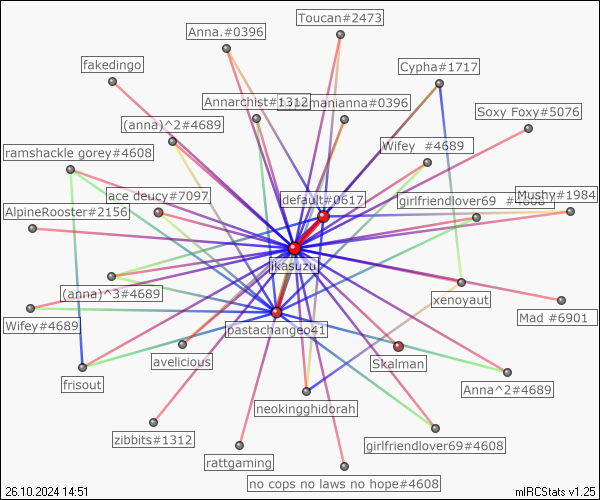 Toucan#2473
Anna.#0396
fakedingo
Cypha#1717
Annarchist#1312
manianna#0396
Soxy Foxy#5076
(anna)^2#4689
Wifey #4689
ramshackle gorey#4608
ace deucy#7097
default#0617
girlfriendlover69 #4608
Mushy#1984
AlpineRooster#2156
ikasuzu
(anna)^3#4689
xenoyaut
Wifey#4689
pastachangeo41
Mad #6901
avelicious
Skalman
frisout
Anna^2#4689
neokingghidorah
zibbits#1312
girlfriendlover69#4608
rattgaming
no cops no laws no hope#4608
26.10.2024 14:51
mIRCStats v1.25